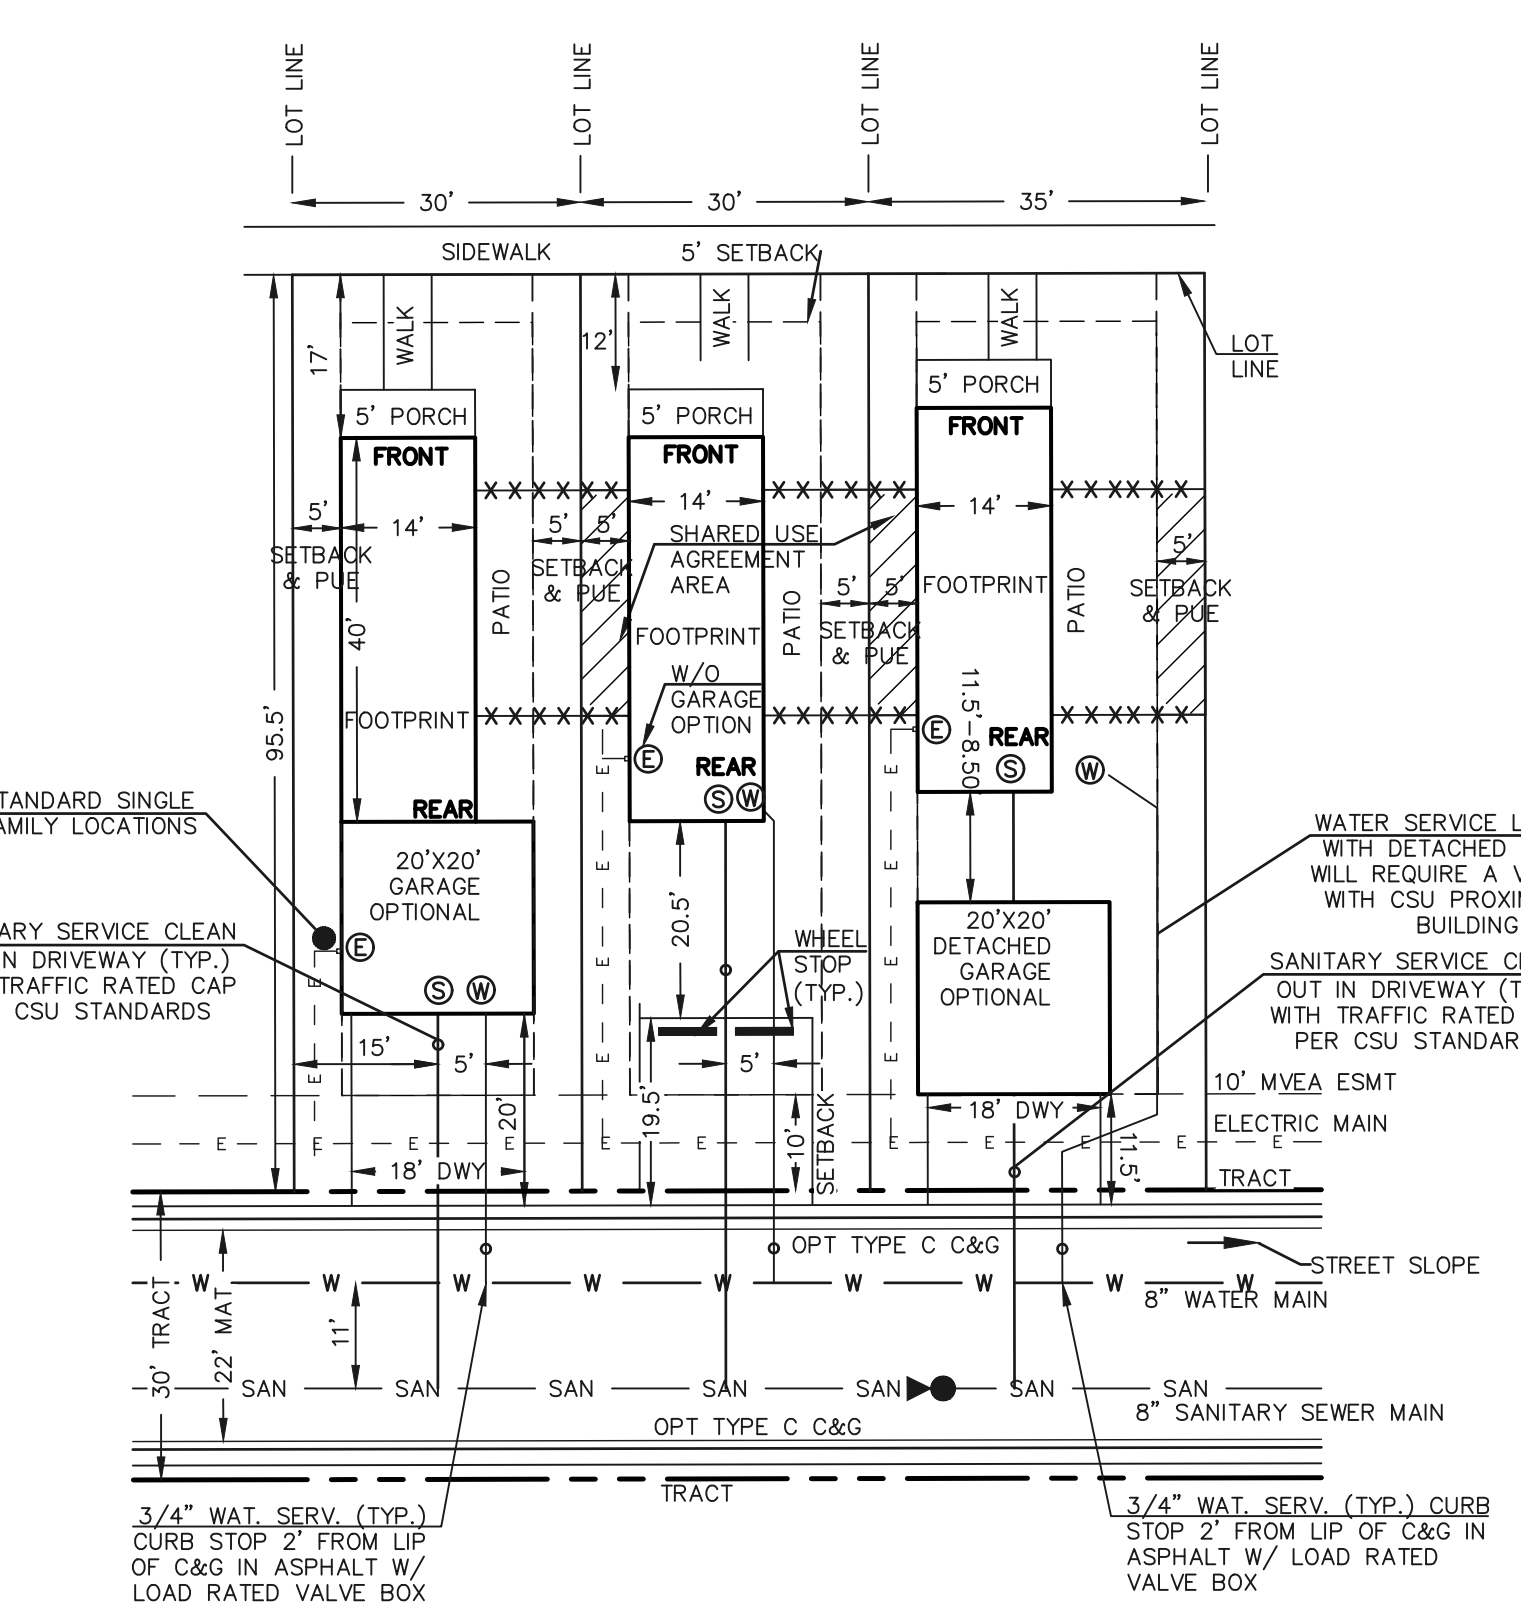 LOT LINE
LOT LINE
LOT LINE
LOT LINE
30'
30'
35'
SIDEWALK
5' SETBACK
WALK
WALK
WALK
17'
12'
LOT
LINE
5' PORCH
5' PORCH
5' PORCH
FRONT
FRONT
FRONT
5'
14'
SETBACK
& PUE
40'
FOOTPRINT
REAR
PATIO
5'
5'
SETBACK
& PUE
14'
SHARED USE
AGREEMENT
AREA
FOOTPRINT
W/O
GARAGE
OPTION
E
REAR
S
W
PATIO
5'
5'
SETBACK
& PUE
14'
FOOTPRINT
11.5'-8.50'
E
REAR
S
W
PATIO
5'
SETBACK
& PUE
95.5'
TANDARD SINGLE
AMILY LOCATIONS
20'X20'
GARAGE
OPTIONAL
E
S
W
ARY SERVICE CLEAN
IN DRIVEWAY (TYP.)
TRAFFIC RATED CAP
CSU STANDARDS
20.5'
WHEEL
STOP
(TYP.)
20'X20'
DETACHED
GARAGE
OPTIONAL
WATER SERVICE L
WITH DETACHED
WILL REQUIRE A V
WITH CSU PROXIM
BUILDING
SANITARY SERVICE CL
OUT IN DRIVEWAY (T
WITH TRAFFIC RATED
PER CSU STANDAR
15'
5'
5'
E
E
E
E
E
E
E
E
E
E
E
E
20'
19.5'
10'
SETBACK
18' DWY
18' DWY
11.5'
10' MVEA ESMT
ELECTRIC MAIN
E E E E E E E E E E E E
TRACT
OPT TYPE C C&G
STREET SLOPE
W W W W W W W W W
8" WATER MAIN
30' TRACT
22' MAT
11'
SAN SAN SAN SAN SAN SAN SAN
8" SANITARY SEWER MAIN
OPT TYPE C C&G
TRACT
3/4" WAT. SERV. (TYP.)
CURB STOP 2' FROM LIP
OF C&G IN ASPHALT W/
LOAD RATED VALVE BOX
3/4" WAT. SERV. (TYP.) CURB
STOP 2' FROM LIP OF C&G IN
ASPHALT W/ LOAD RATED
VALVE BOX